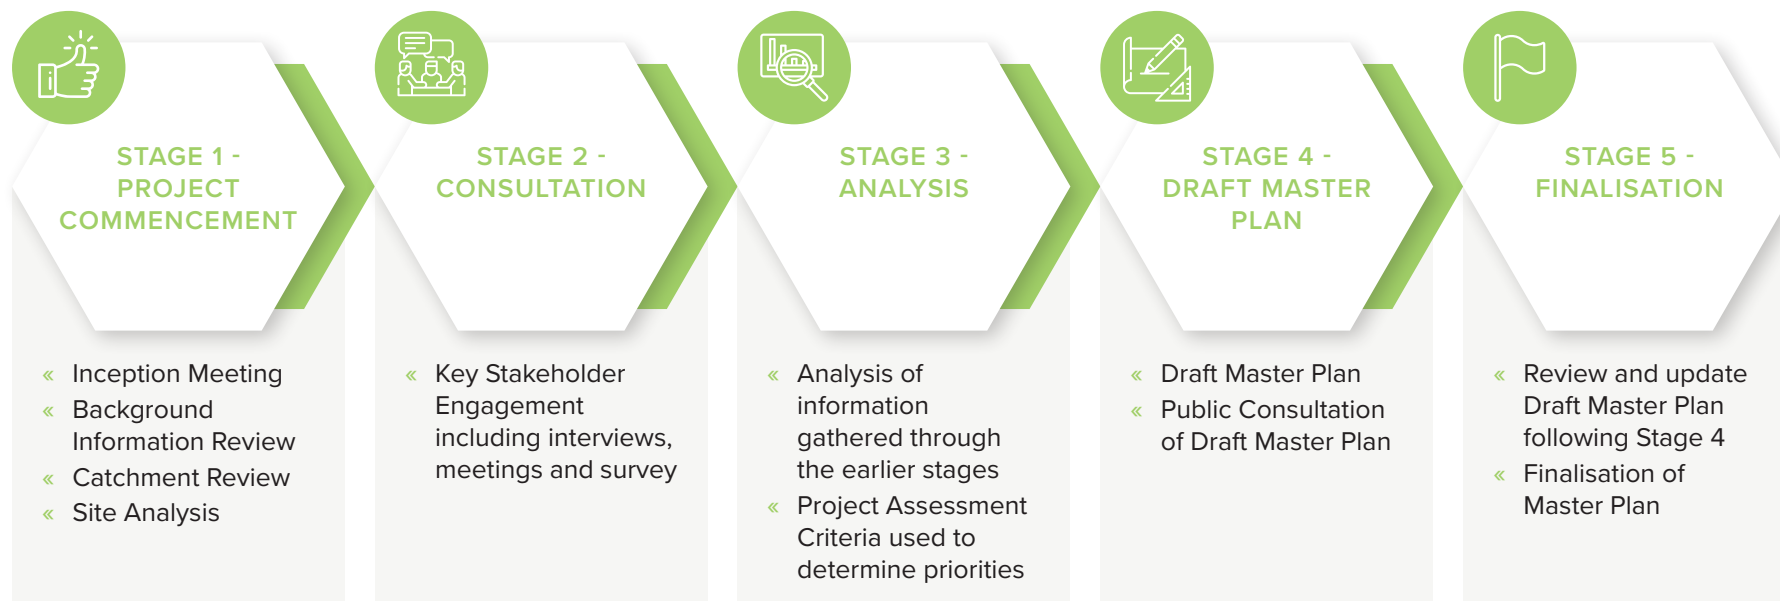 STAGE 1 -
PROJECT
COMMENCEMENT
« Inception Meeting
« Background
Information Review
« Catchment Review
« Site Analysis
STAGE 2 -
CONSULTATION
« Key Stakeholder
Engagement
including interviews,
meetings and survey
STAGE 3 -
ANALYSIS
« Analysis of
information
gathered through
the earlier stages
« Project Assessment
Criteria used to
determine priorities
STAGE 4 -
DRAFT MASTER
PLAN
« Draft Master Plan
« Public Consultation
of Draft Master Plan
STAGE 5 -
FINALISATION
« Review and update
Draft Master Plan
following Stage 4
« Finalisation of
Master Plan